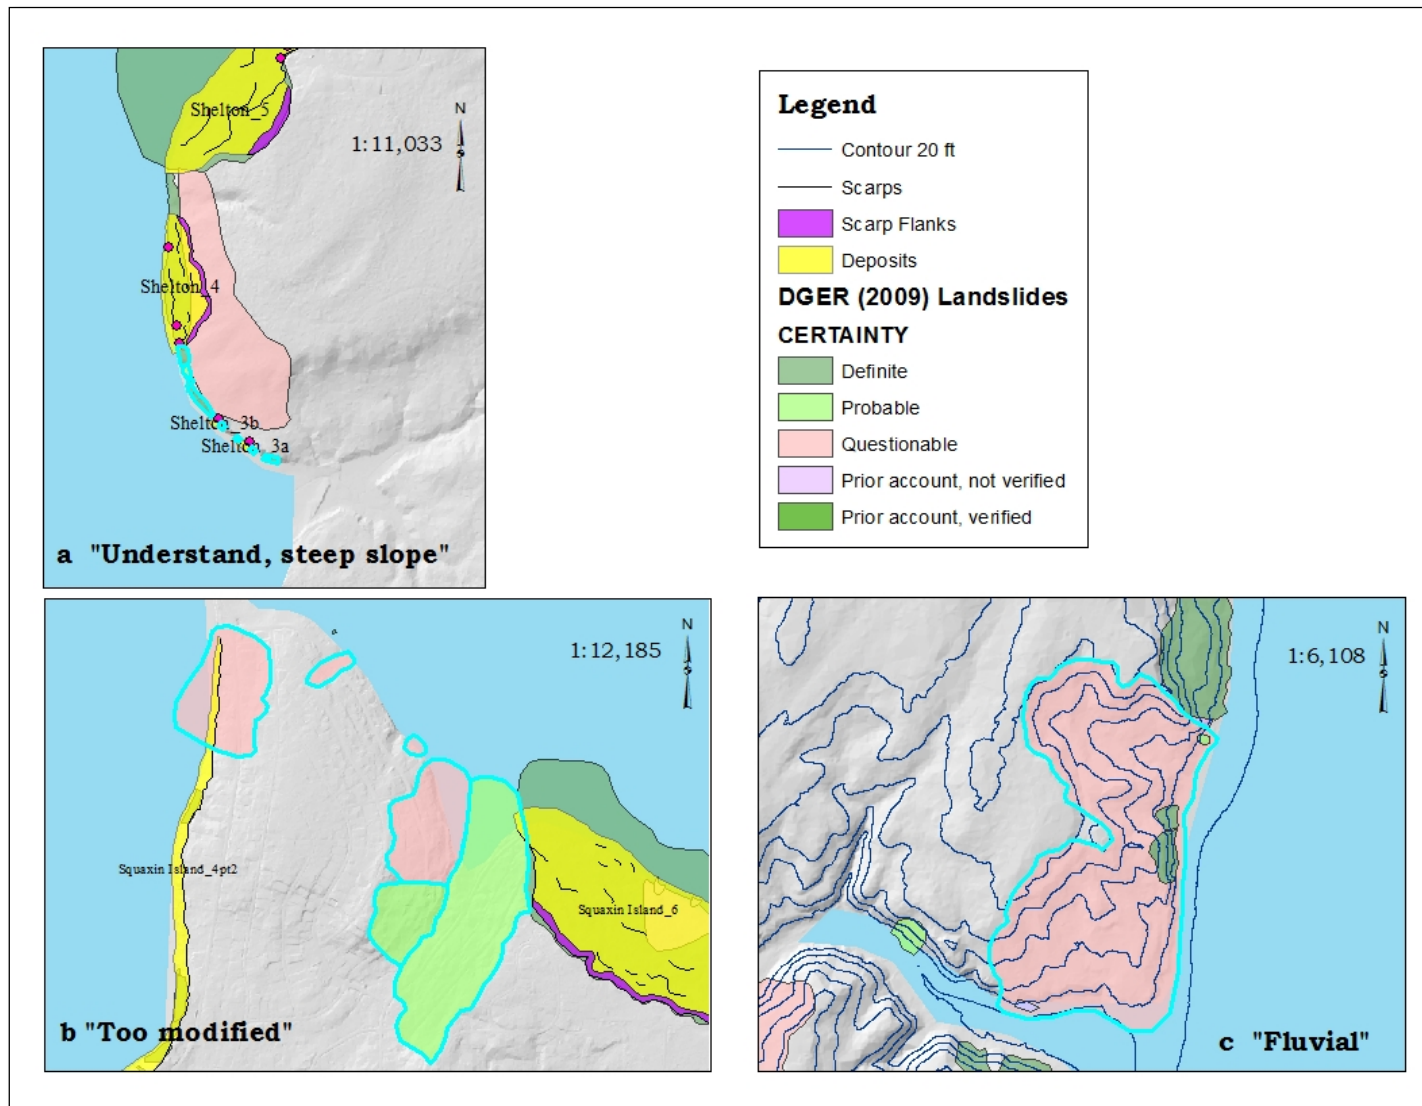 Shelton_5
N
1:11,033
Shelton_4
Shelton_3b
Shelton_3a
a "Understand, steep slope"
Legend
Contour 20 ft
Scarps
Scarp Flanks
Deposits
DGER (2009) Landslides
CERTAINTY
Definite
Probable
Questionable
Prior account, not verified
Prior account, verified
N
1:12,185
Squaxin Island_4pt2
Squaxin Island_6
b "Too modified"
N
1:6,108
c "Fluvial"